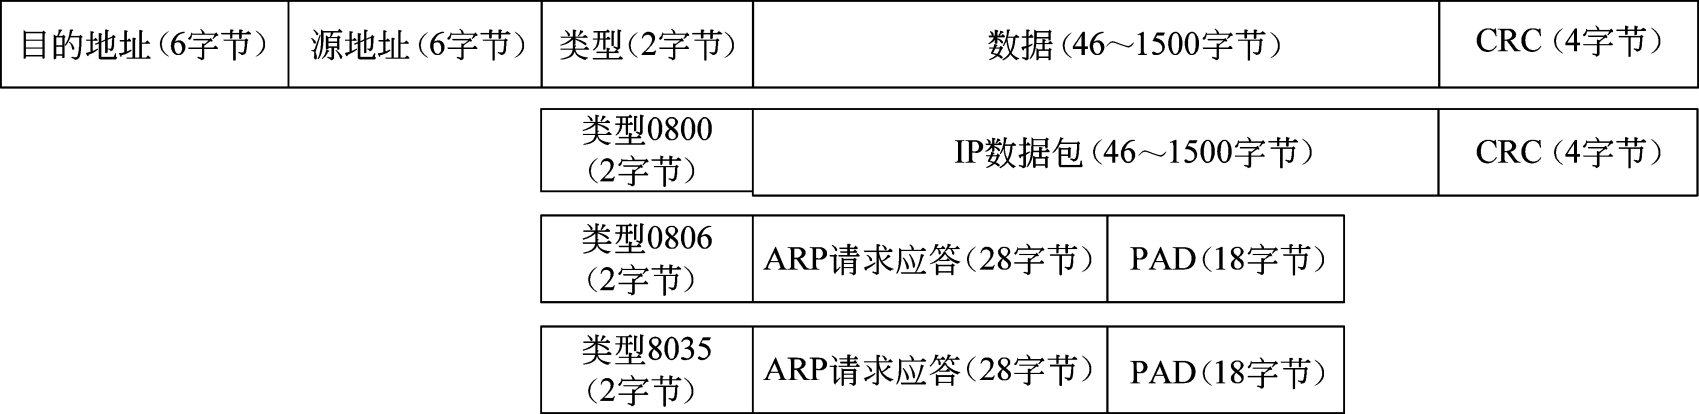 目的地址(6字节) 源地址(6字节) 类型(2字节) 数据(46～1500字节) CRC(4字节)
类型0800
(2字节)
IP数据包(46～1500字节) CRC(4字节)
类型0806
(2字节)
ARP请求应答(28字节) PAD(18字节)
类型8035
(2字节)
ARP请求应答(28字节) PAD(18字节)